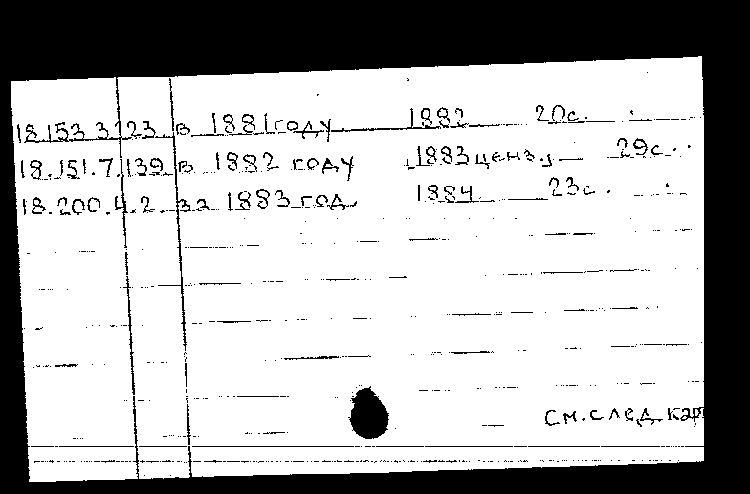 18.153.3.123. в 1881 году 1882 20с.
18.151.7.139. в 1882 году 1883 ценз. 29с.
18.200.4.2. за 1883 год 1884 23с.
см. след. кар